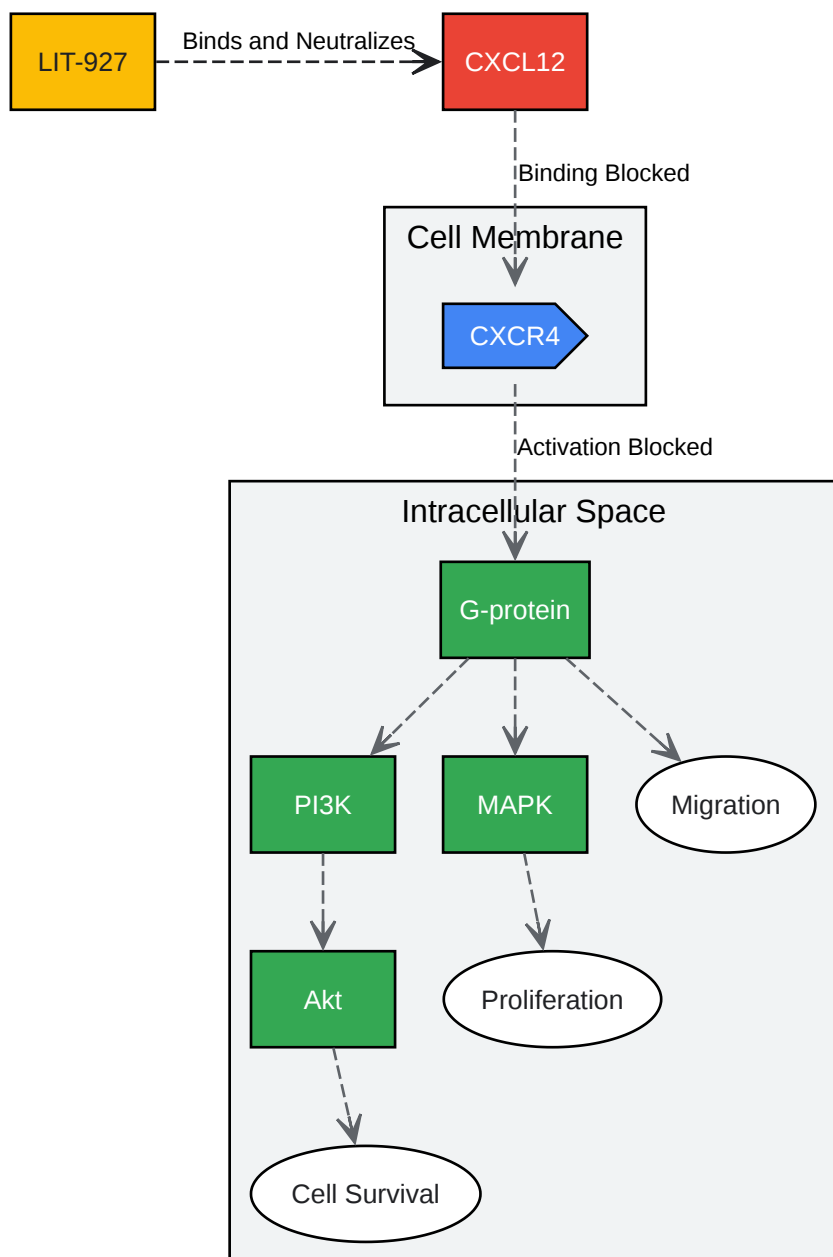 LIT-927
Binds and Neutralizes
CXCL12
Binding Blocked
Cell Membrane
CXCR4
Activation Blocked
Intracellular Space
G-protein
PI3K
MAPK
Migration
Akt
Proliferation
Cell Survival